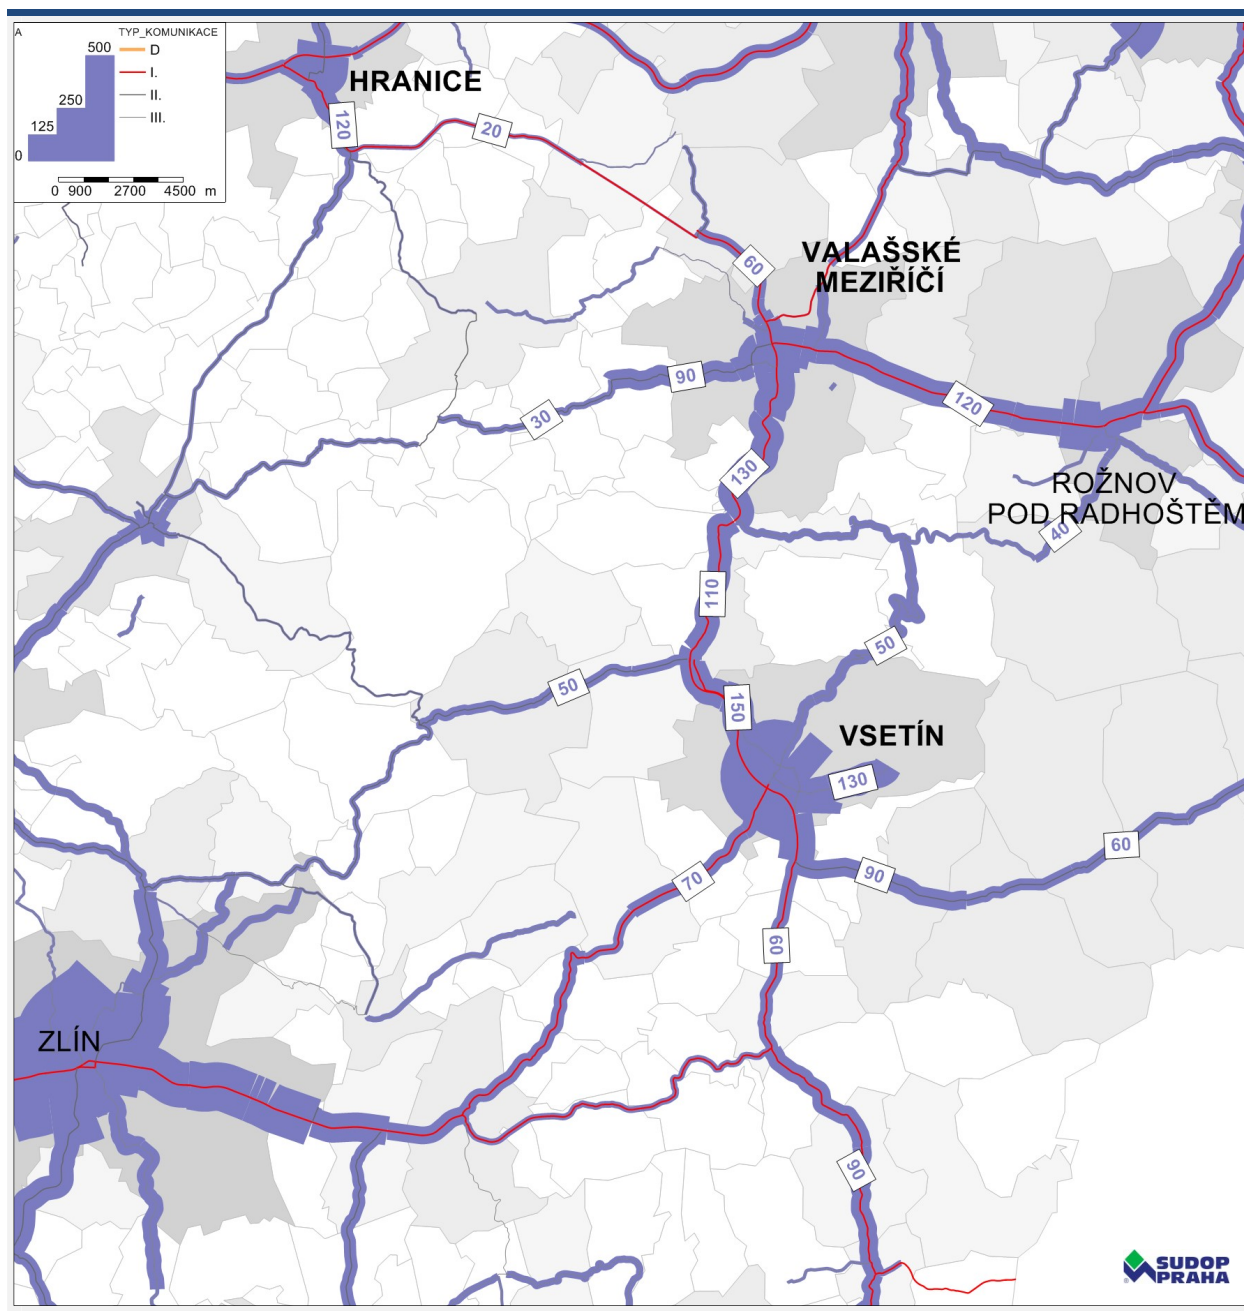 A
TYP_KOMUNIKACE
500
D
I.
250
II.
125
III.
0
0 900 2700 4500 m
HRANICE
120
20
VALAŠSKÉ
MEZIŘÍČÍ
60
90
120
30
130
ROŽNOV
POD RADHOŠTĚM
40
110
50
50
150
VSETÍN
130
60
70
90
60
ZLÍN
90
SUDOP
PRAHA